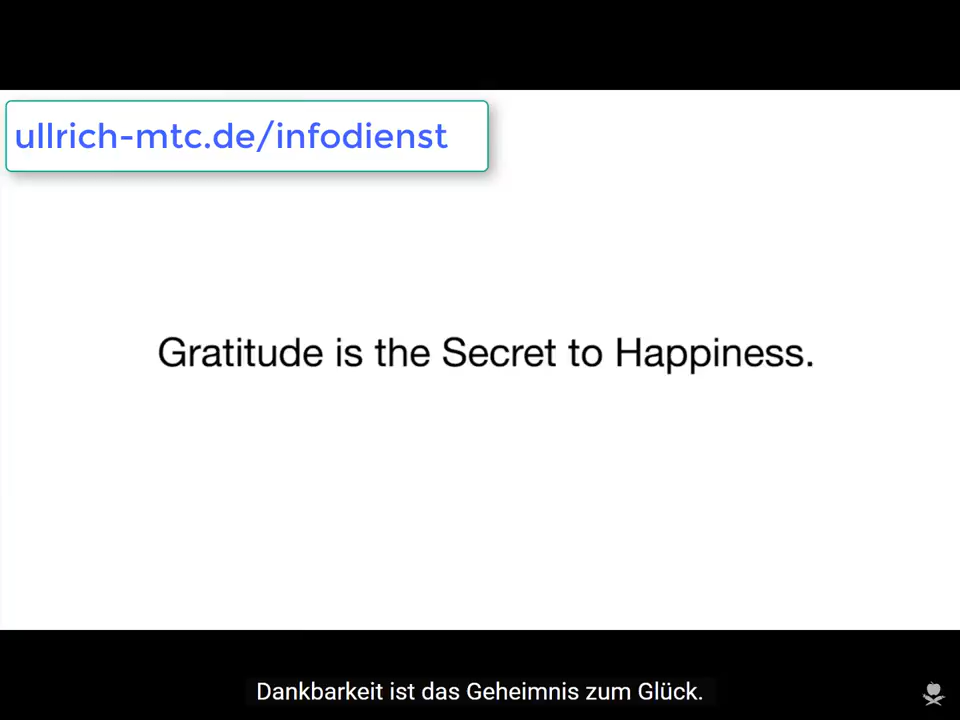 ullrich-mtc.de/infodienst
Gratitude is the Secret to Happiness.
Dankbarkeit ist das Geheimnis zum Glück.